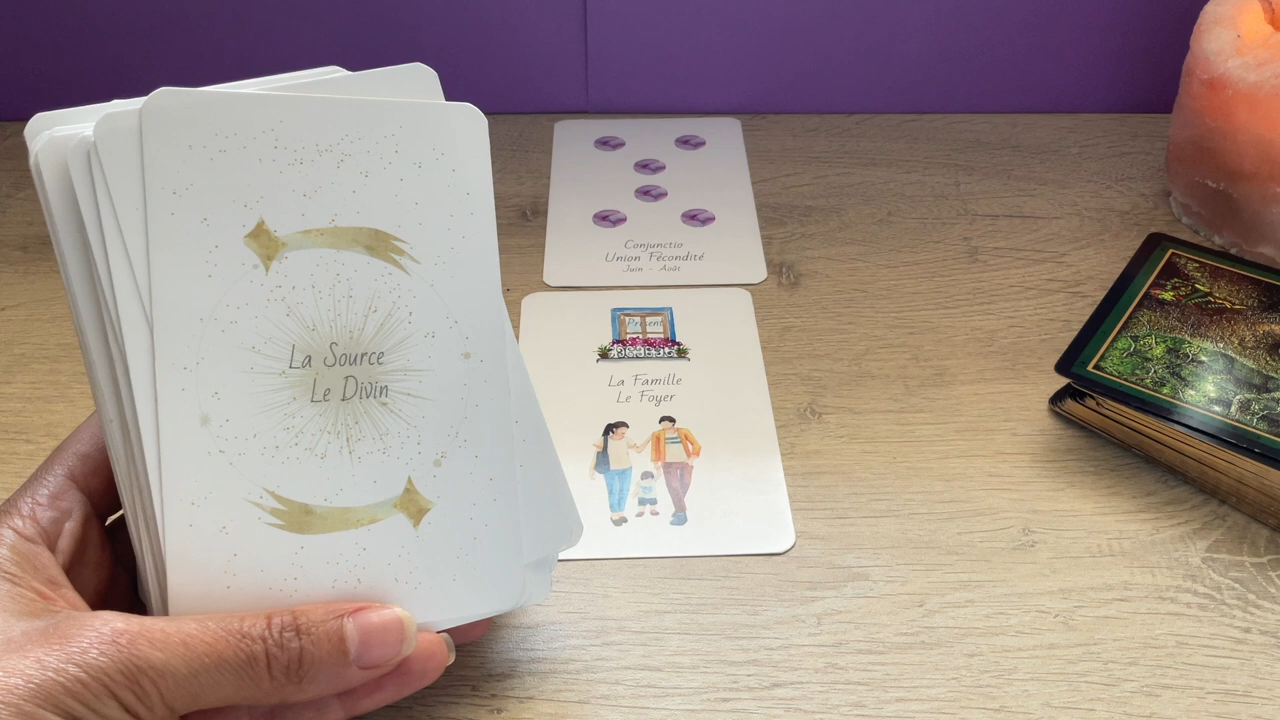 La Source
Le Divin
Conjunctio
Union Fécondité
Juin - Août
Présent
La Famille
Le Foyer